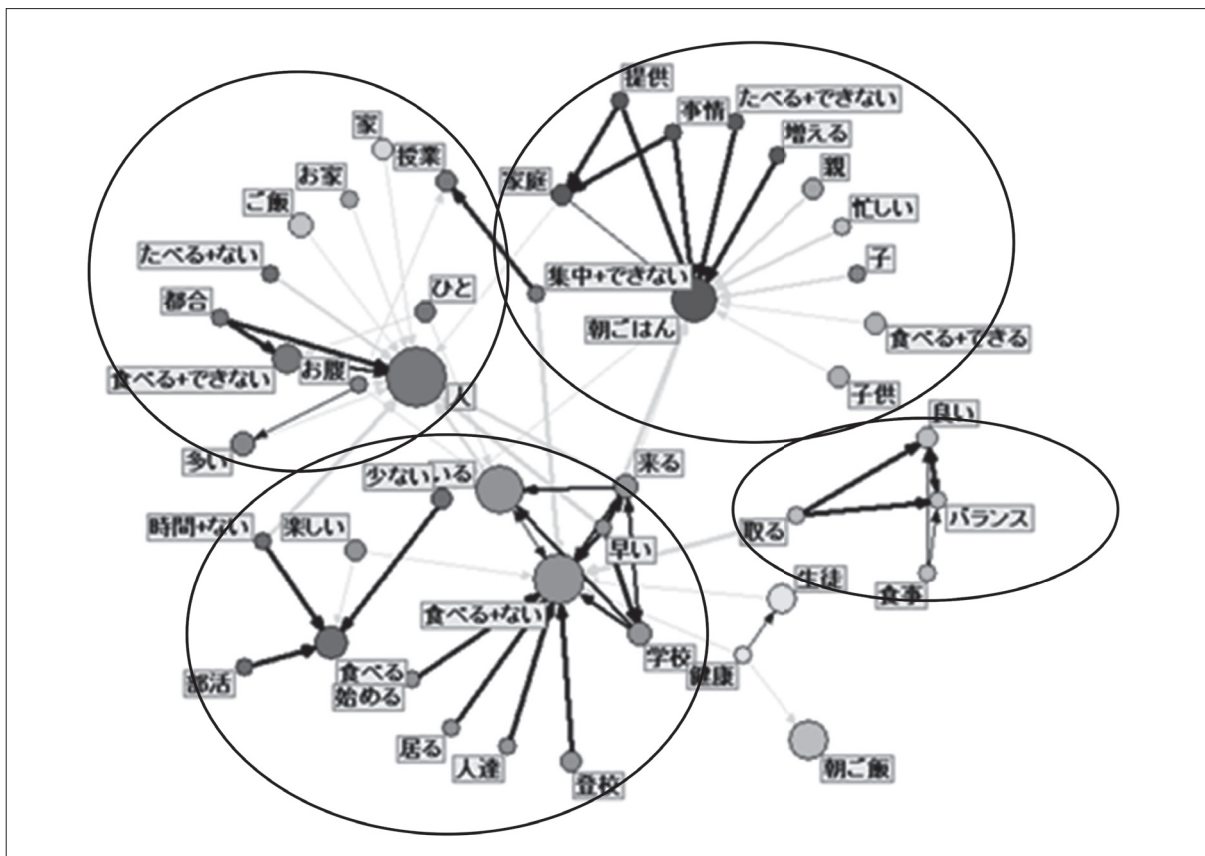 提供
事情
たべる+できない
増える
親
忙しい
子
食べる+できる
子供
家庭
集中+できない
朝ごはん
家
授業
お家
ご飯
たべる+ない
都合
ひと
食べる+できない
お腹
人
多い
少ない
いる
来る
時間+ない
楽しい
早い
食べる+ない
学校
部活
食べる
始める
居る
人達
登校
良い
取る
バランス
食事
生徒
健康
朝ご飯